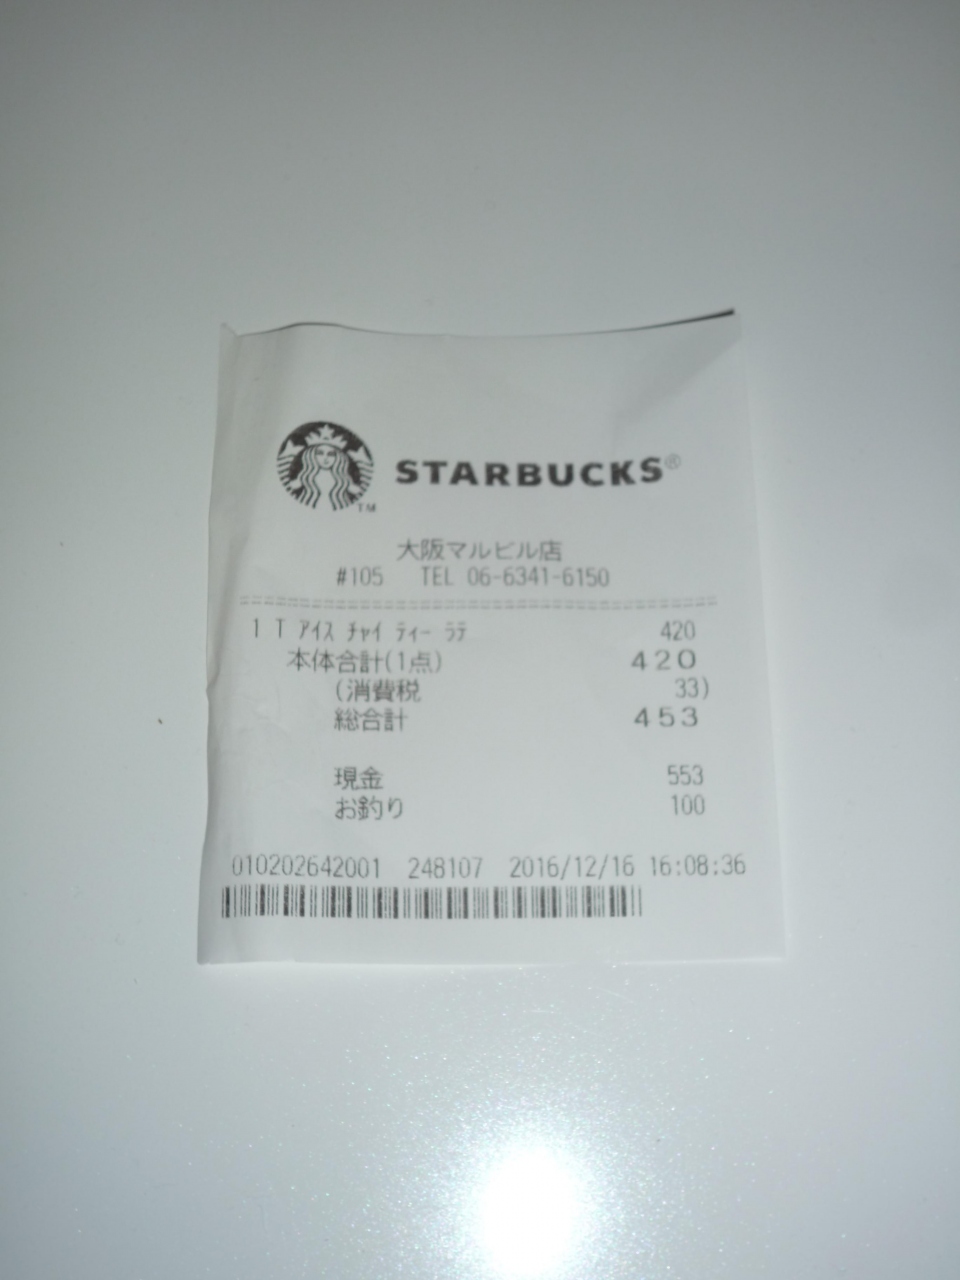 STARBUCKS®
TM
大阪マルビル店
#105 TEL 06-6341-6150
1 T ｱｲｽ ﾁｬｲ ﾃｨｰ ﾗﾃ 420
本体合計(1点) 420
(消費税 33)
総合計 453
現金 553
お釣り 100
010202642001 248107 2016/12/16 16:08:36